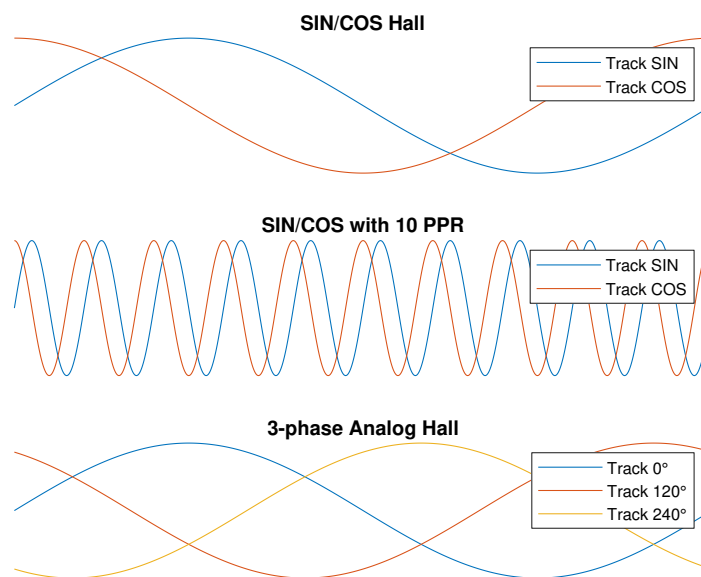 SIN/COS Hall
Track SIN
Track COS
SIN/COS with 10 PPR
Track SIN
Track COS
3-phase Analog Hall
Track 0°
Track 120°
Track 240°